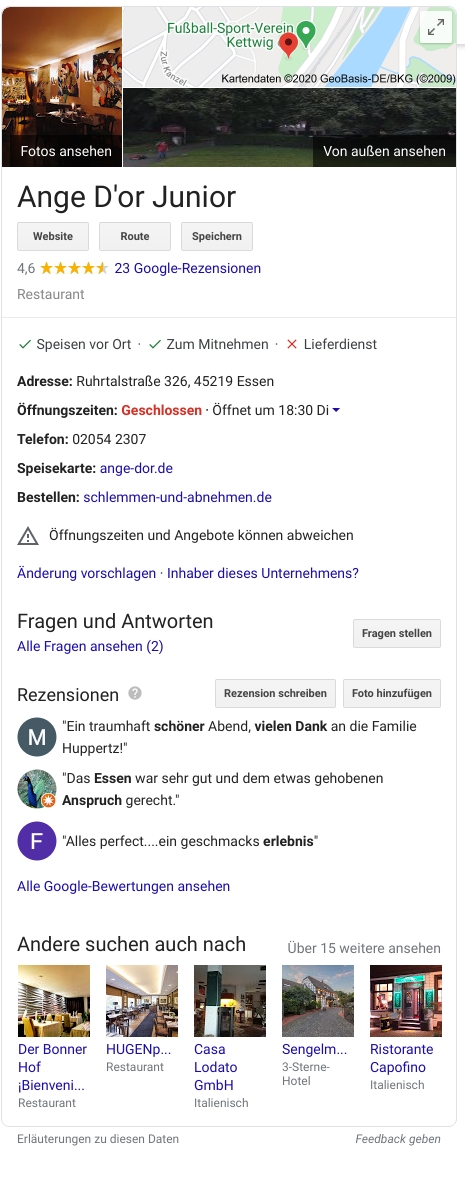 Fußball-Sport-Verein
Kettwig
Zur Kanzel
Kartendaten ©2020 GeoBasis-DE/BKG (©2009)
Fotos ansehen
Von außen ansehen
Ange D'or Junior
Website
Route
Speichern
4,6 23 Google-Rezensionen
Restaurant
Speisen vor Ort · Zum Mitnehmen · Lieferdienst
Adresse: Ruhrtalstraße 326, 45219 Essen
Öffnungszeiten: Geschlossen · Öffnet um 18:30 Di
Telefon: 02054 2307
Speisekarte: ange-dor.de
Bestellen: schlemmen-und-abnehmen.de
Öffnungszeiten und Angebote können abweichen
Änderung vorschlagen · Inhaber dieses Unternehmens?
Fragen und Antworten
Alle Fragen ansehen (2)
Fragen stellen
Rezensionen ?
Rezension schreiben
Foto hinzufügen
M
"Ein traumhaft schöner Abend, vielen Dank an die Familie
Huppertz!"
"Das Essen war sehr gut und dem etwas gehobenen
Anspruch gerecht."
F
"Alles perfect....ein geschmacks erlebnis"
Alle Google-Bewertungen ansehen
Andere suchen auch nach
Über 15 weitere ansehen
Der Bonner
Hof
¡Bienveni...
Restaurant
HUGENp...
Restaurant
Casa
Lodato
GmbH
Italienisch
Sengelm...
3-Sterne-
Hotel
Ristorante
Capofino
Italienisch
Erläuterungen zu diesen Daten
Feedback geben